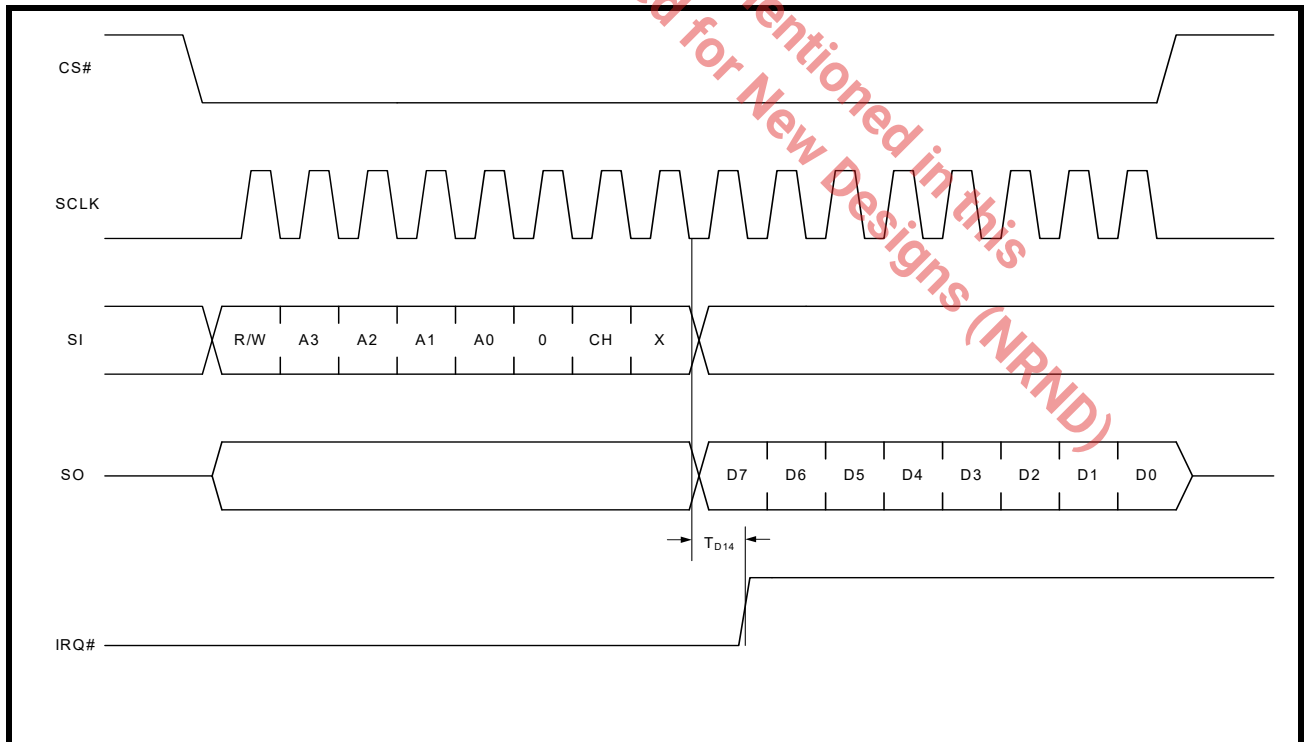 mentioned in this
for New Designs (NRND)
CS#
SCLK
SI
R/W A3 A2 A1 A0 0 CH X
SO
D7 D6 D5 D4 D3 D2 D1 D0
TD14
IRQ#